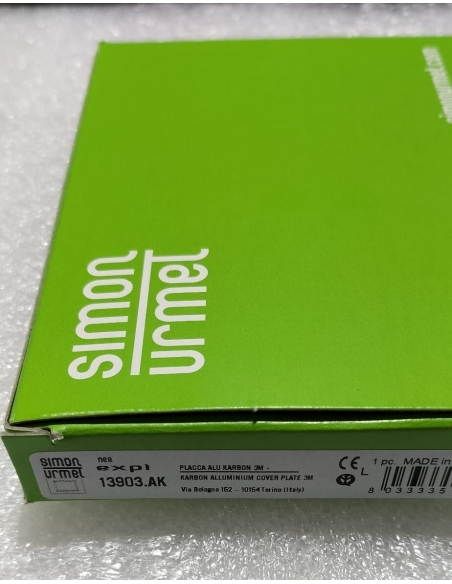 simon
urmet
simon
urmet
nea
expi
13903.AK
PLACCA ALU KARBON 3M -
KARBON ALLUMINIUM COVER PLATE 3M
Via Bologna 152 - 10154 Torino (Italy)
CE
L 1 pc. MADE in
8 033335